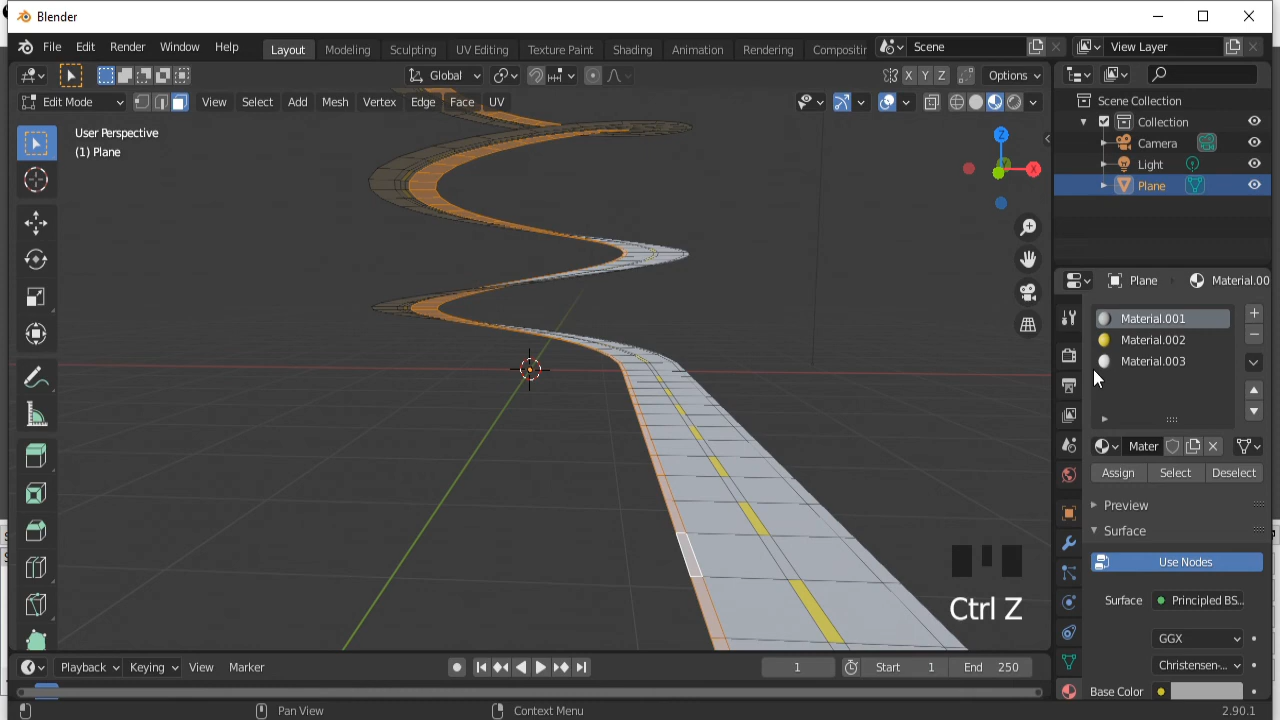 Blender
File Edit Render Window Help Layout Modeling Sculpting UV Editing Texture Paint Shading Animation Rendering Compositin Scene View Layer
Global X Y Z Options
Edit Mode View Select Add Mesh Vertex Edge Face UV
Scene Collection
Collection
Camera
Light
Plane
User Perspective
(1) Plane
Z
X
Plane Material.00
Material.001
Material.002
Material.003
Mater
Assign Select Deselect
Preview
Surface
Use Nodes
Surface Principled BS...
GGX
Christensen-...
Base Color
Ctrl Z
Playback Keying View Marker 1 Start 1 End 250
Pan View Context Menu 2.90.1